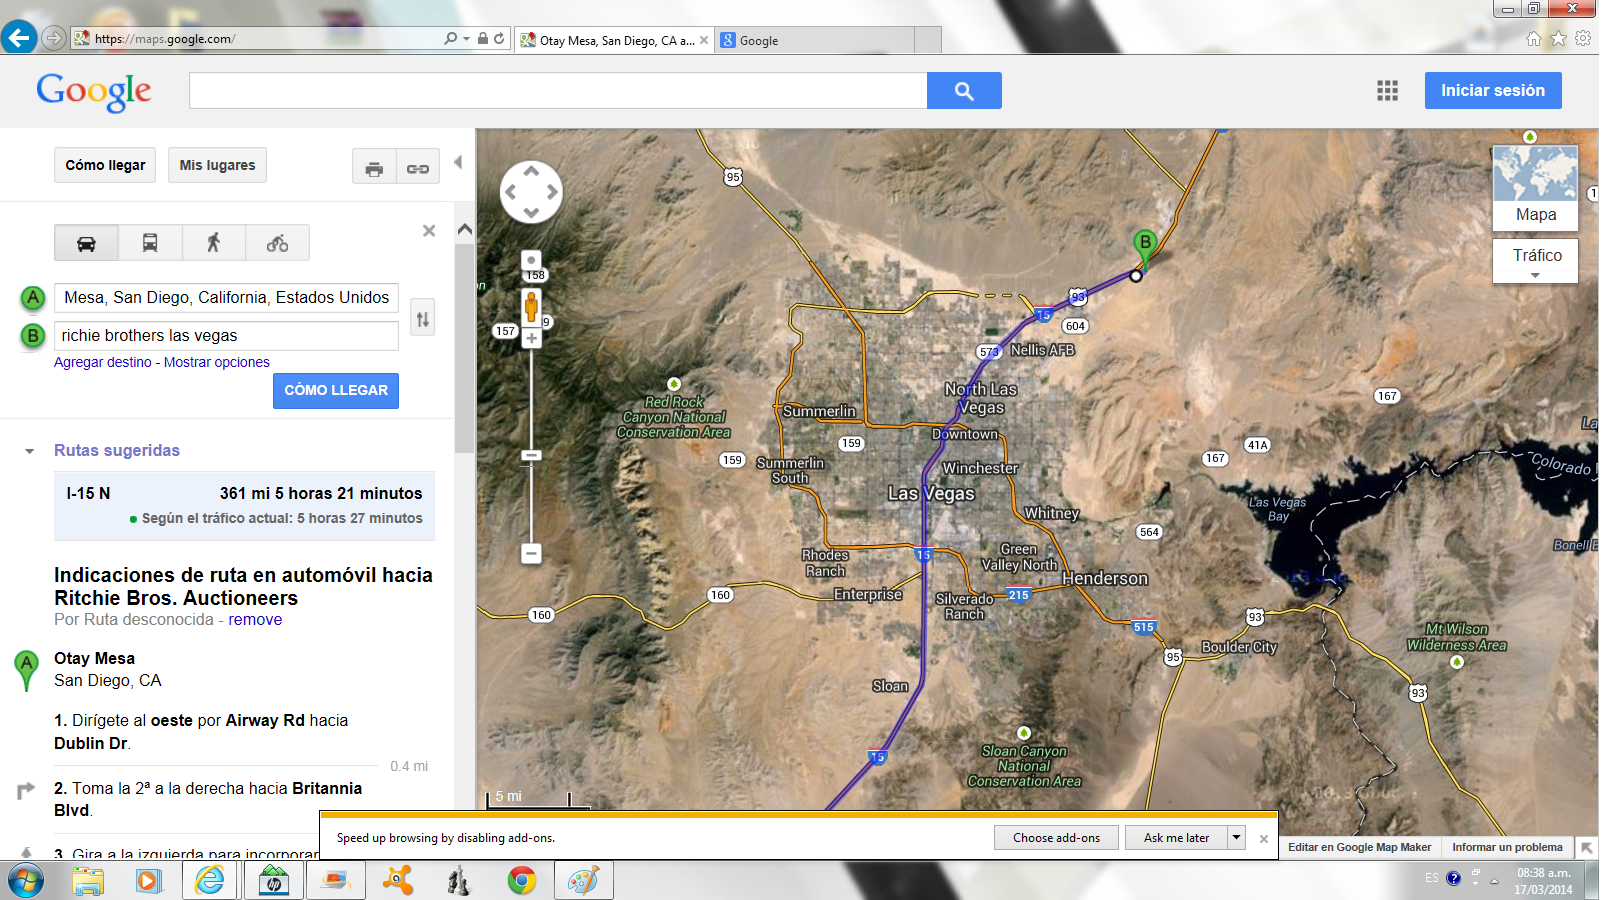 https://maps.google.com/
Otay Mesa, San Diego, CA a...
Google
Google
Iniciar sesión
Cómo llegar
Mis lugares
A
Mesa, San Diego, California, Estados Unidos
B
richie brothers las vegas
Agregar destino - Mostrar opciones
CÓMO LLEGAR
Rutas sugeridas
I-15 N
361 mi 5 horas 21 minutos
Según el tráfico actual: 5 horas 27 minutos
Indicaciones de ruta en automóvil hacia
Ritchie Bros. Auctioneers
Por Ruta desconocida - remove
A
Otay Mesa
San Diego, CA
1. Dirígete al oeste por Airway Rd hacia
Dublin Dr.
0.4 mi
2. Toma la 2ª a la derecha hacia Britannia
Blvd.
3. Gira a la izquierda para incorporar
95
Mapa
Tráfico
B
158
157
93
15
604
573
Nellis AFB
North Las
Vegas
Red Rock
Canyon National
Conservation Area
Summerlin
167
Downtown
159
41A
159
167
Summerlin
South
Winchester
Colorado
Las Vegas
Las Vegas
Bay
Whitney
564
Rhodes
Ranch
15
Green
Valley North
Henderson
Enterprise
160
160
Silverado
Ranch
215
515
93
95
Boulder City
Mt Wilson
Wilderness Area
Sloan
93
Sloan Canyon
National
Conservation Area
15
5 mi
Speed up browsing by disabling add-ons.
Choose add-ons
Ask me later
Editar en Google Map Maker
Informar un problema
ES
08:38 a.m.
17/03/2014